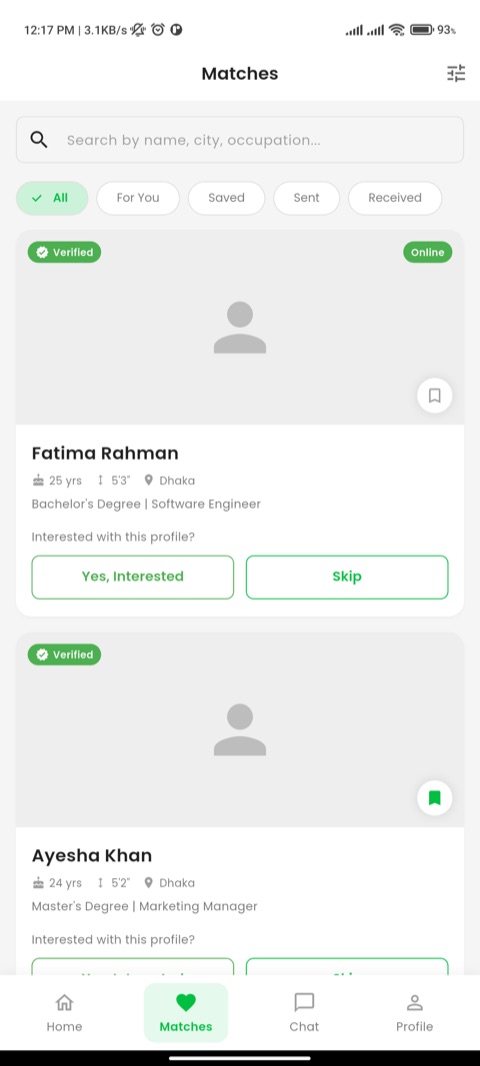 12:17 PM | 3.1KB/s 93%
Matches
Search by name, city, occupation...
All For You Saved Sent Received
Verified Online
Fatima Rahman
25 yrs 5'3" Dhaka
Bachelor's Degree | Software Engineer
Interested with this profile?
Yes, Interested Skip
Verified
Ayesha Khan
24 yrs 5'2" Dhaka
Master's Degree | Marketing Manager
Interested with this profile?
Home Matches Chat Profile